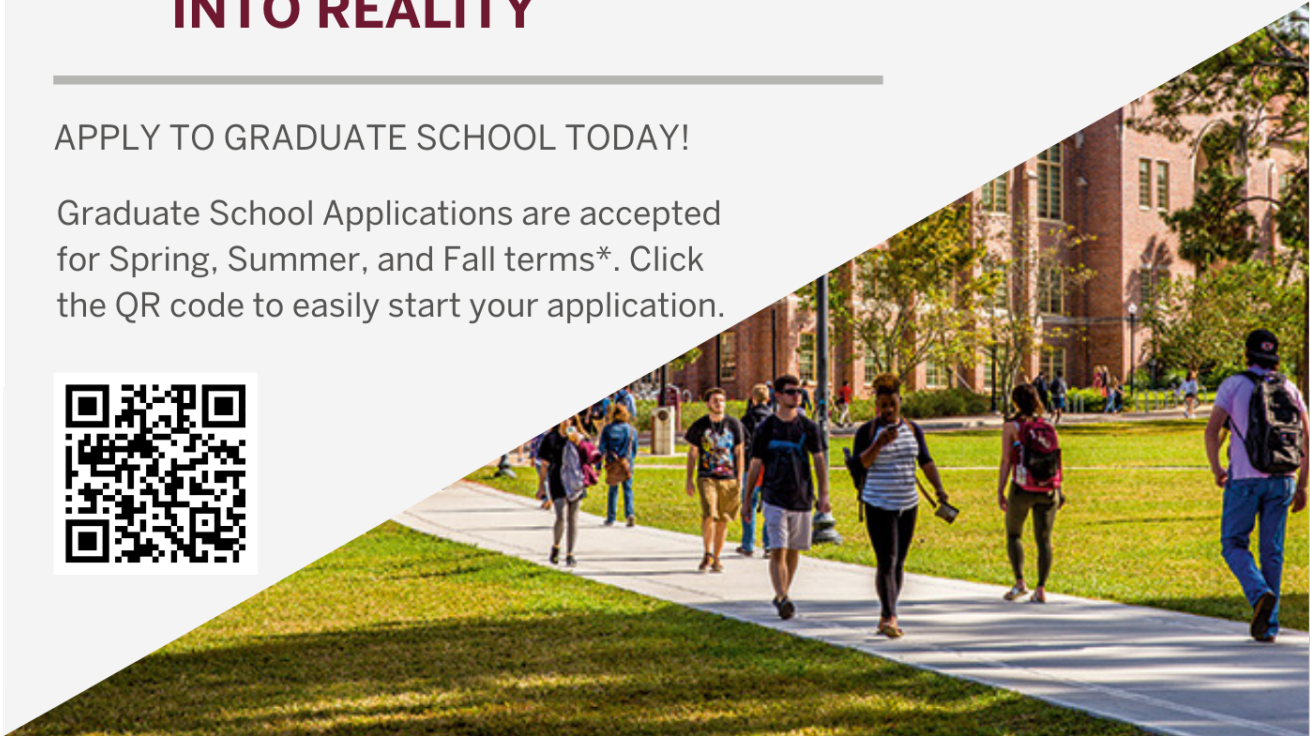 INTO REALITY
APPLY TO GRADUATE SCHOOL TODAY!
Graduate School Applications are accepted
for Spring, Summer, and Fall terms*. Click
the QR code to easily start your application.